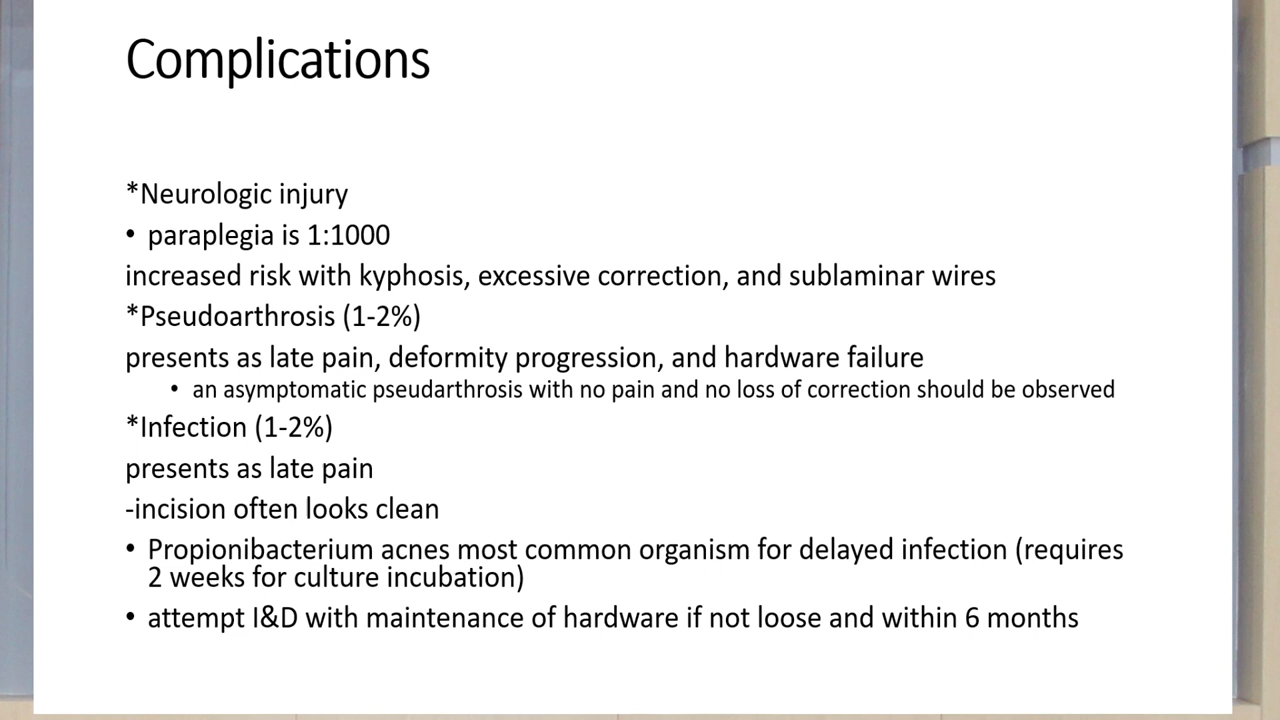 Complications
*Neurologic injury
• paraplegia is 1:1000
increased risk with kyphosis, excessive correction, and sublaminar wires
*Pseudoarthrosis (1-2%)
presents as late pain, deformity progression, and hardware failure
• an asymptomatic pseudarthrosis with no pain and no loss of correction should be observed
*Infection (1-2%)
presents as late pain
-incision often looks clean
• Propionibacterium acnes most common organism for delayed infection (requires
2 weeks for culture incubation)
• attempt I&D with maintenance of hardware if not loose and within 6 months